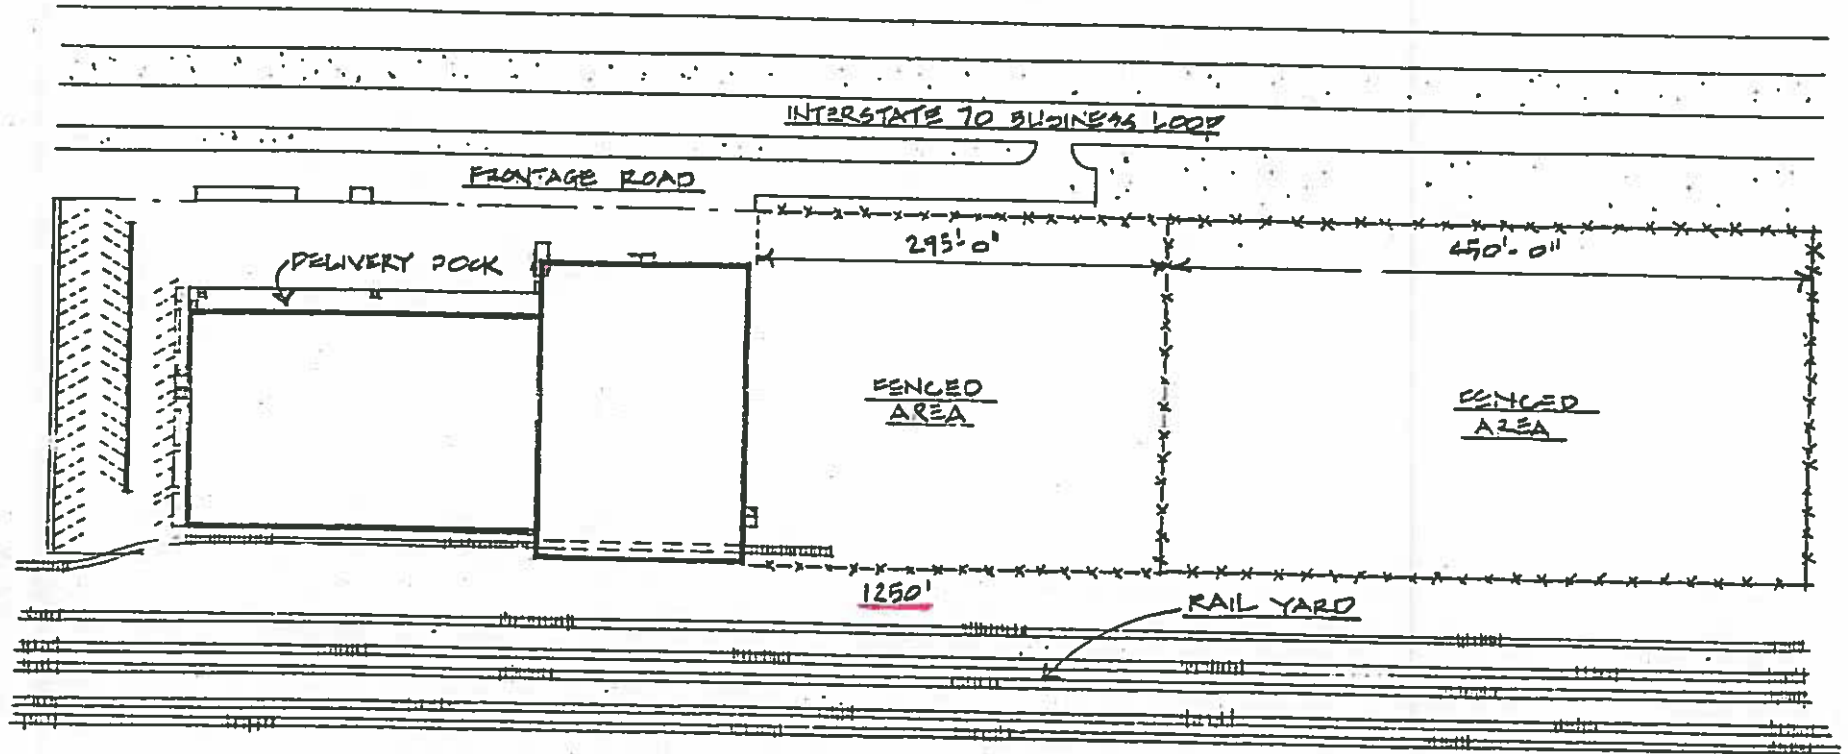 INTERSTATE 70 BUSINESS LOOP
FRONTAGE ROAD
DELIVERY DOCK
295'-0"
450'-0"
FENCED
AREA
FENCED
AREA
1250'
RAIL YARD